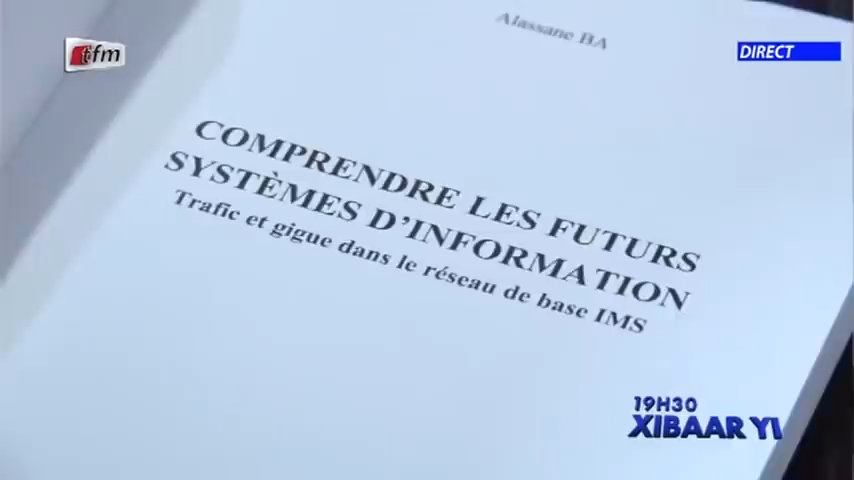 Alassane BA
tfm
DIRECT
COMPRENDRE LES FUTURS
SYSTÈMES D'INFORMATION
Trafic et gigue dans le réseau de base IMS
19H30
XIBAAR YI